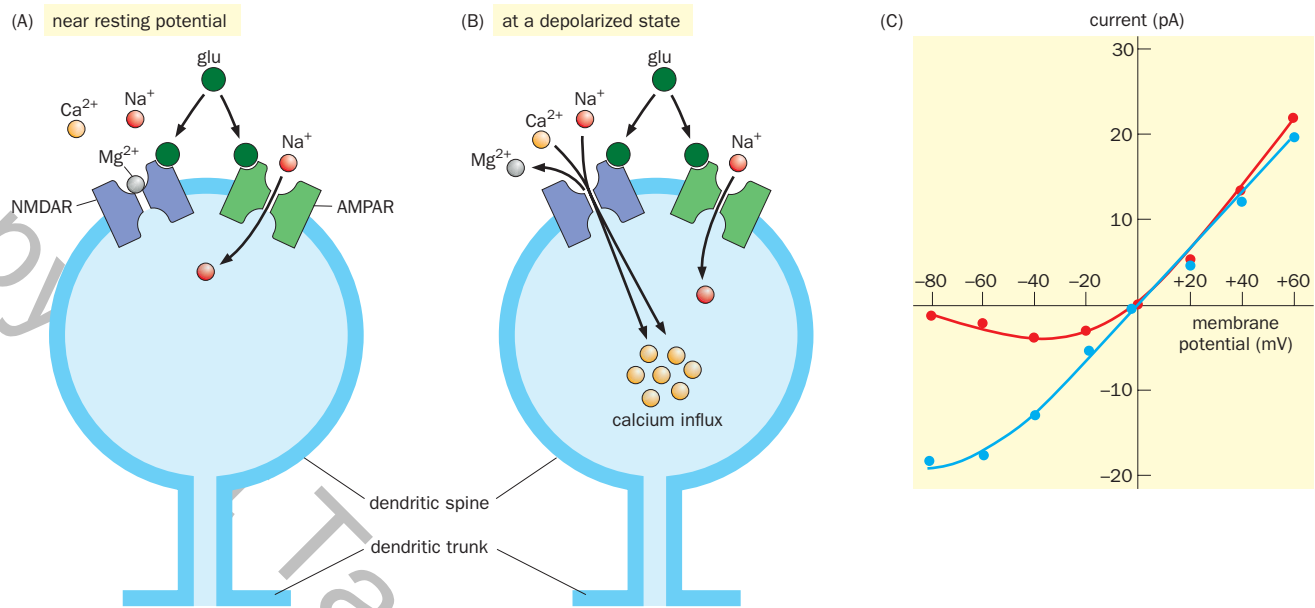 (A) near resting potential
glu
Ca2+
Na+
Mg2+
Na+
NMDAR
AMPAR
(B) at a depolarized state
glu
Ca2+
Na+
Mg2+
Na+
calcium influx
dendritic spine
dendritic trunk
(C)
current (pA)
30
20
10
−80 −60 −40 −20 +20 +40 +60
membrane
potential (mV)
−10
−20